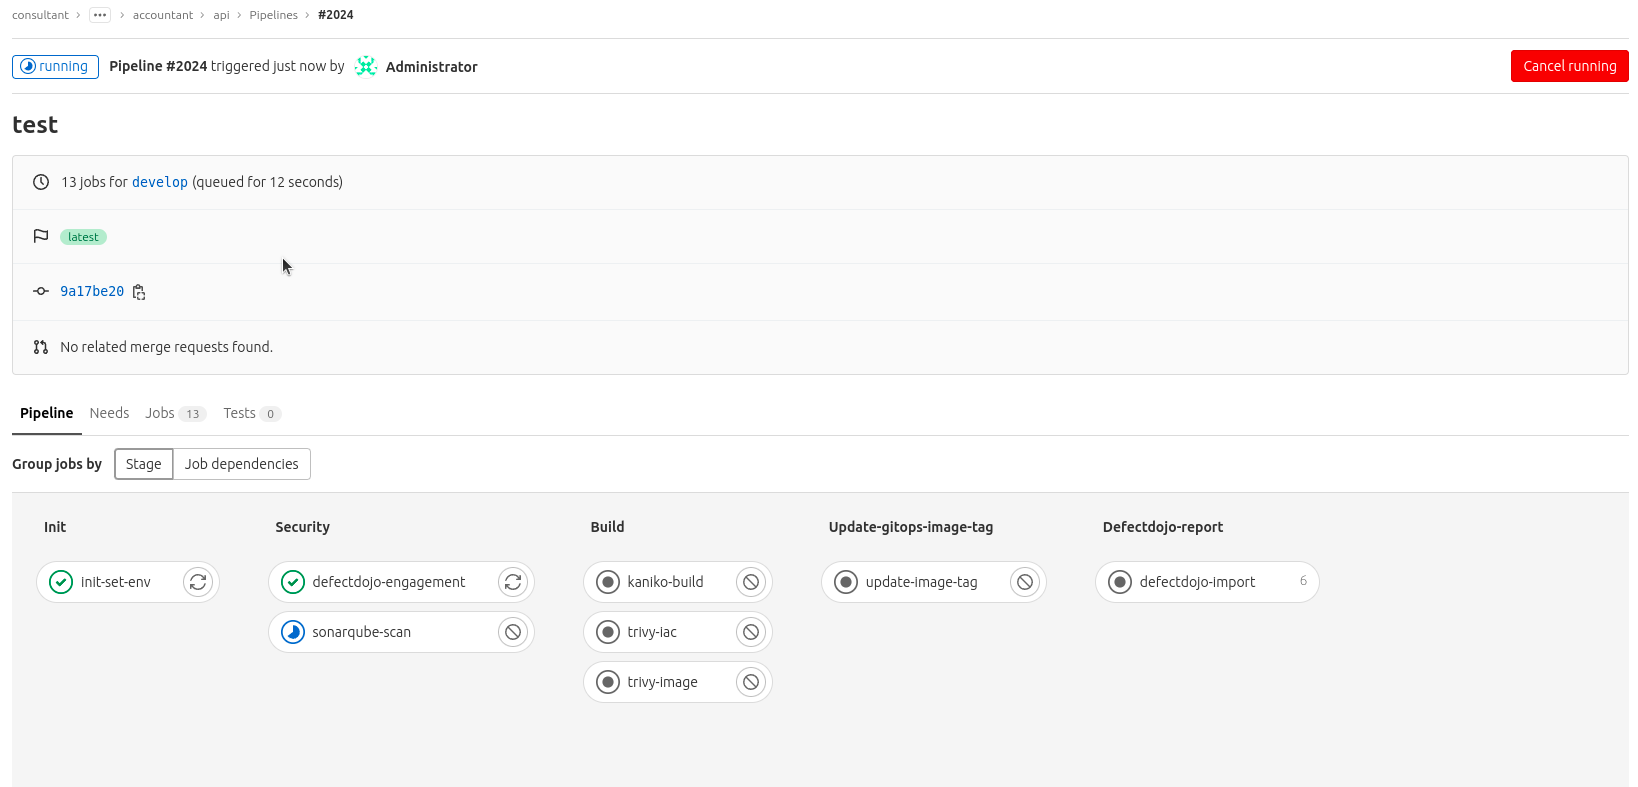 consultant › ••• › accountant › api › Pipelines › #2024
running Pipeline #2024 triggered just now by Administrator Cancel running
test
13 jobs for develop (queued for 12 seconds)
latest
9a17be20
No related merge requests found.
Pipeline Needs Jobs 13 Tests 0
Group jobs by Stage Job dependencies
Init Security Build Update-gitops-image-tag Defectdojo-report
init-set-env defectdojo-engagement kaniko-build update-image-tag defectdojo-import 6
sonarqube-scan trivy-iac
trivy-image